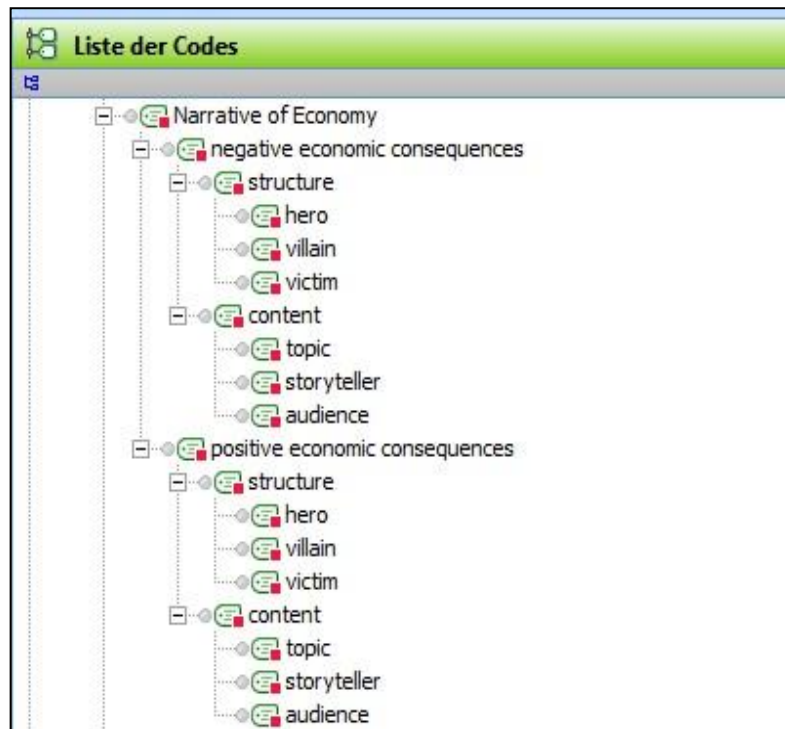 Liste der Codes
Narrative of Economy
negative economic consequences
structure
hero
villain
victim
content
topic
storyteller
audience
positive economic consequences
structure
hero
villain
victim
content
topic
storyteller
audience